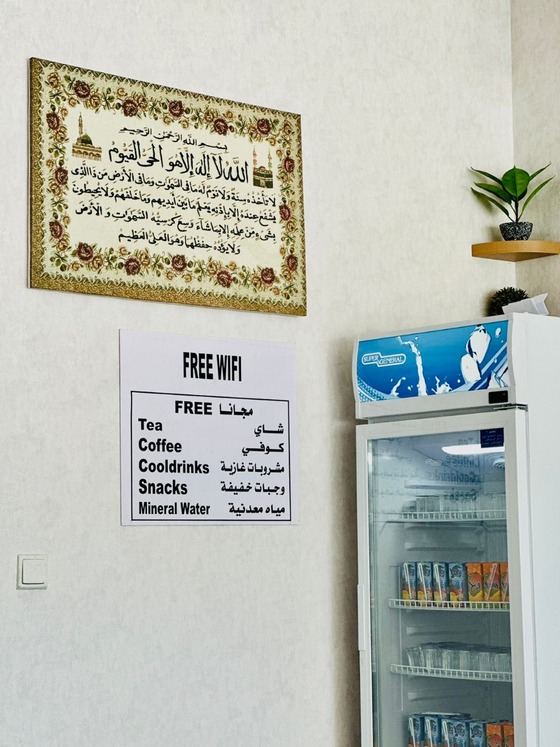 بسم الله الرحمن الرحيم
الله لا إله إلا هو الحي القيوم
لا تأخذه سنة ولا نوم له ما في السموات وما في الأرض من ذا الذي
يشفع عنده إلا بإذنه يعلم ما بين أيديهم وما خلفهم ولا يحيطون
بشيء من علمه إلا بما شاء وسع كرسيه السموات والأرض
ولا يؤده حفظهما وهو العلي العظيم
FREE WIFI
FREE مجانا
Tea شاي
Coffee كوفي
Cooldrinks مشروبات غازية
Snacks وجبات خفيفة
Mineral Water مياه معدنية
SUPER GENERAL